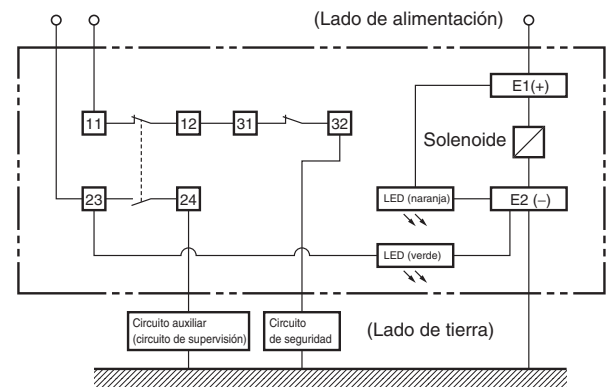 (Lado de alimentación)
E1(+)
11
12
31
32
Solenoide
23
24
LED (naranja)
E2 (−)
LED (verde)
Circuito auxiliar
(circuito de supervisión)
Circuito
de seguridad
(Lado de tierra)